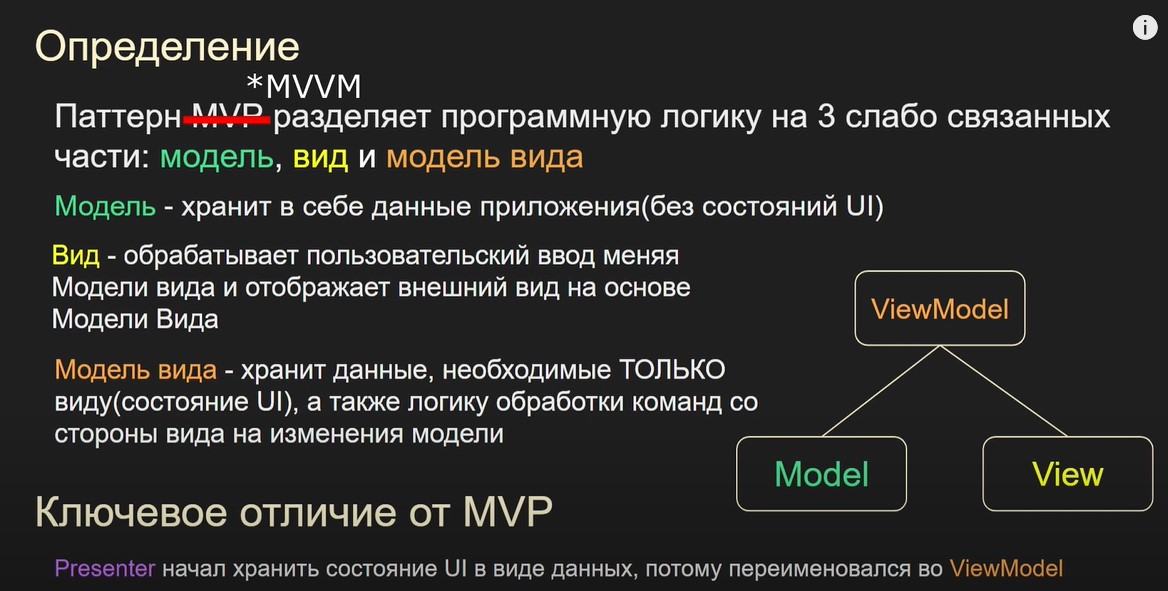 Определение
*MVVM
Паттерн MVP разделяет программную логику на 3 слабо связанных
части: модель, вид и модель вида
Модель - хранит в себе данные приложения(без состояний UI)
Вид - обрабатывает пользовательский ввод меняя
Модели вида и отображает внешний вид на основе
Модели Вида
Модель вида - хранит данные, необходимые ТОЛЬКО
виду(состояние UI), а также логику обработки команд со
стороны вида на изменения модели
ViewModel
Model
View
Ключевое отличие от MVP
Presenter начал хранить состояние UI в виде данных, потому переименовался во ViewModel